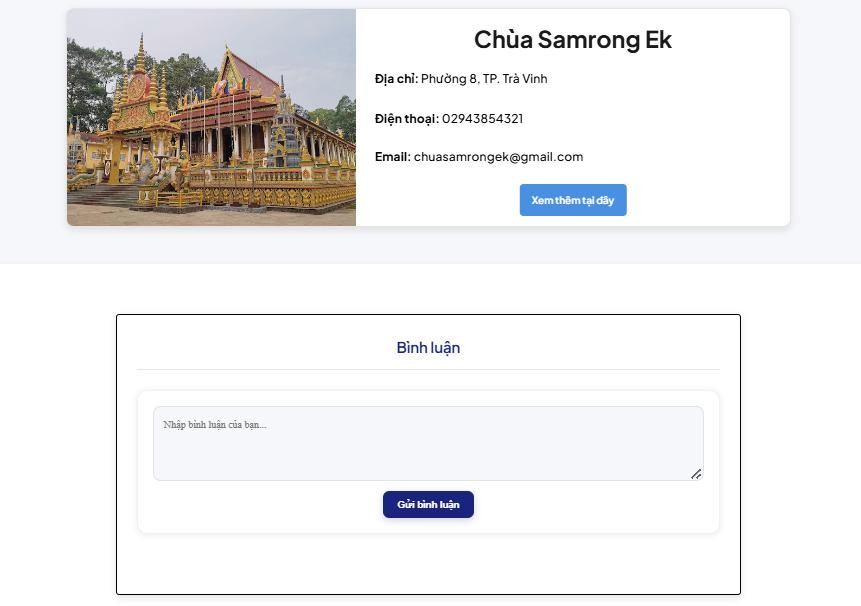 Chùa Samrong Ek
Địa chỉ: Phường 8, TP. Trà Vinh
Điện thoại: 02943854321
Email: chuasamrongek@gmail.com
Xem thêm tại đây
Bình luận
Nhập bình luận của bạn...
Gửi bình luận